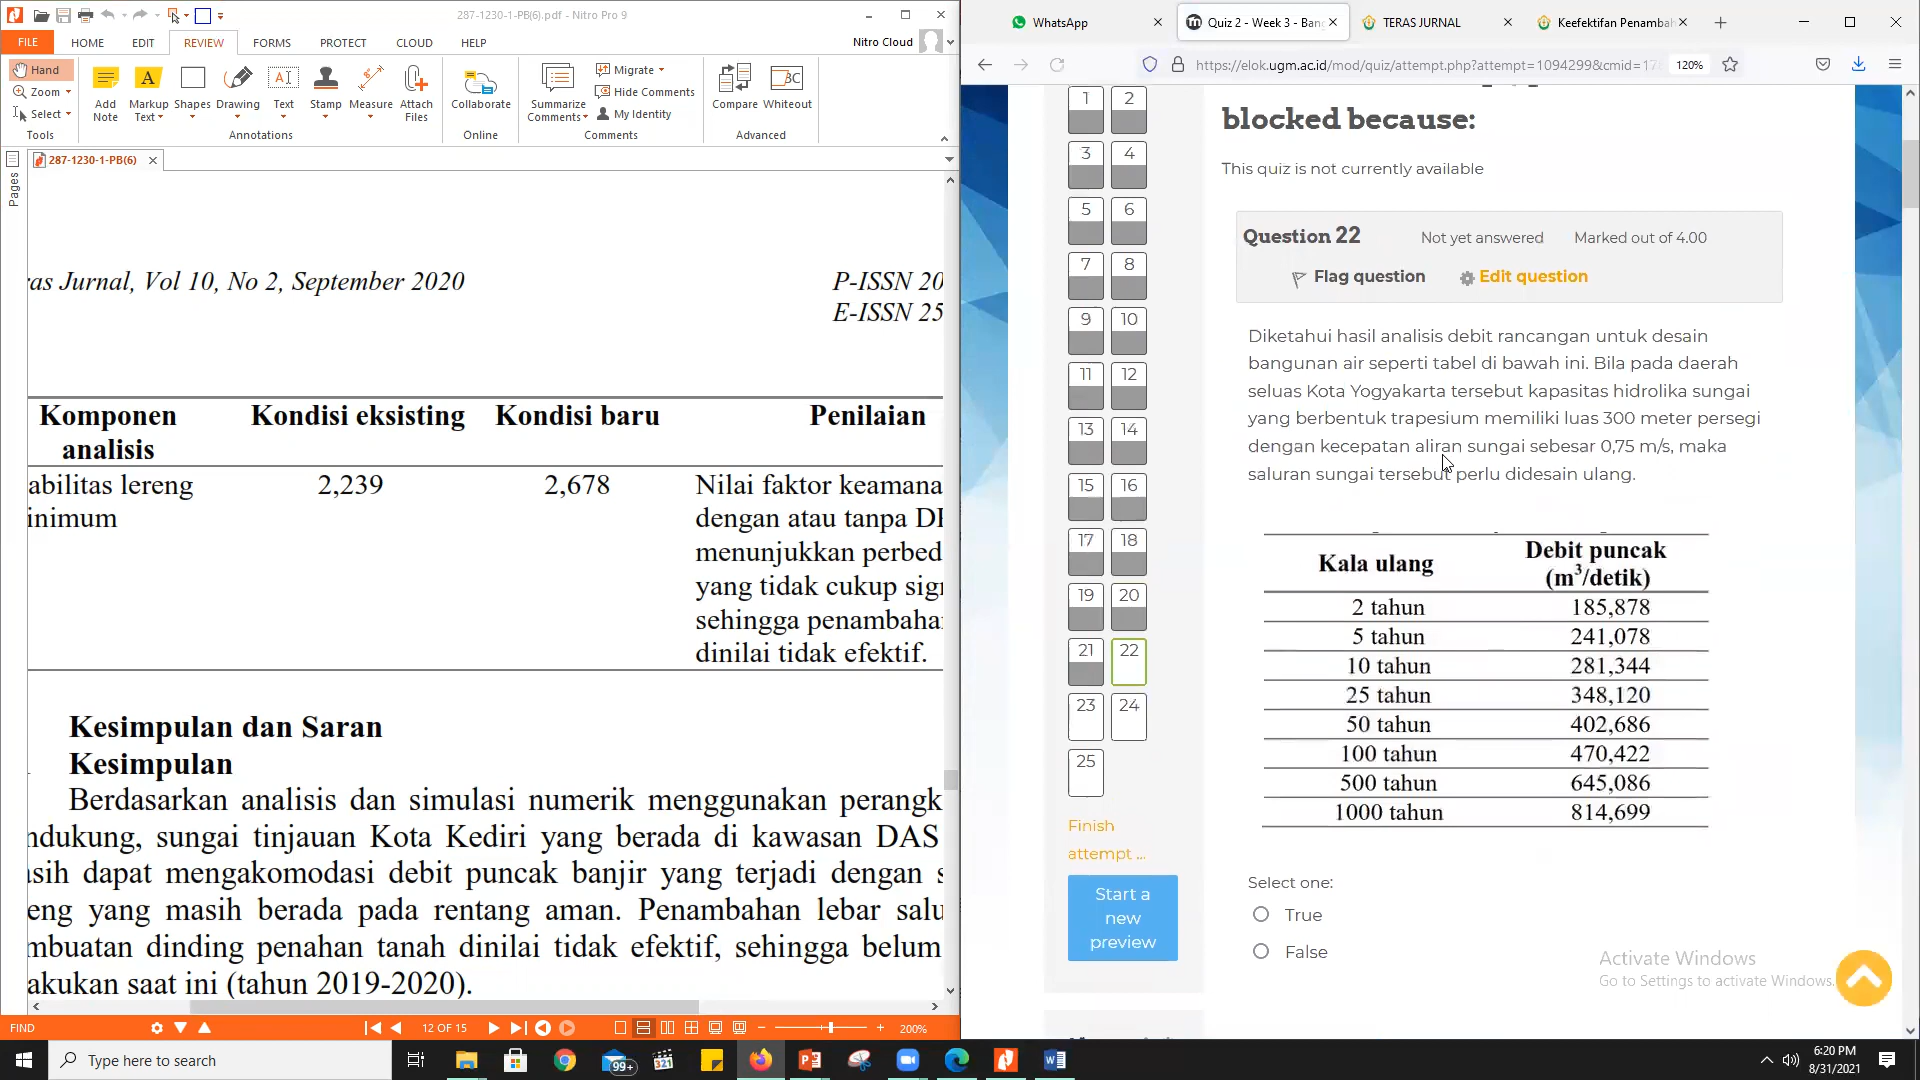 287-1230-1-PB(6).pdf - Nitro Pro 9
FILE HOME EDIT REVIEW FORMS PROTECT CLOUD HELP
Nitro Cloud
Hand
Zoom
Select
Tools
Add Note
Markup Text
Shapes
Drawing
Text
Stamp
Measure
Attach Files
Annotations
Collaborate
Online
Summarize Comments
Migrate
Hide Comments
My Identity
Comments
Compare
Whiteout
Advanced
287-1230-1-PB(6)
Pages
ras Jurnal, Vol 10, No 2, September 2020
P-ISSN 20
E-ISSN 25
Komponen analisis
Kondisi eksisting
Kondisi baru
Penilaian
abilitas lereng
inimum
2,239
2,678
Nilai faktor keamana
dengan atau tanpa DI
menunjukkan perbed
yang tidak cukup sig
sehingga penambaha
dinilai tidak efektif.
Kesimpulan dan Saran
Kesimpulan
Berdasarkan analisis dan simulasi numerik menggunakan perangk
ndukung, sungai tinjauan Kota Kediri yang berada di kawasan DAS
asih dapat mengakomodasi debit puncak banjir yang terjadi dengan s
eng yang masih berada pada rentang aman. Penambahan lebar salu
mbuatan dinding penahan tanah dinilai tidak efektif, sehingga belum
akukan saat ini (tahun 2019-2020).
FIND
12 OF 15
200%
WhatsApp
Quiz 2 - Week 3 - Ban
TERAS JURNAL
Keefektifan Penambah
https://elok.ugm.ac.id/mod/quiz/attempt.php?attempt=1094299&cmid=17
120%
1 2
3 4
5 6
7 8
9 10
11 12
13 14
15 16
17 18
19 20
21 22
23 24
25
Finish
attempt ...
Start a
new
preview
blocked because:
This quiz is not currently available
Question 22
Not yet answered
Marked out of 4.00
Flag question
Edit question
Diketahui hasil analisis debit rancangan untuk desain
bangunan air seperti tabel di bawah ini. Bila pada daerah
seluas Kota Yogyakarta tersebut kapasitas hidrolika sungai
yang berbentuk trapesium memiliki luas 300 meter persegi
dengan kecepatan aliran sungai sebesar 0,75 m/s, maka
saluran sungai tersebut perlu didesain ulang.
Kala ulang
Debit puncak
(m³/detik)
2 tahun 185,878
5 tahun 241,078
10 tahun 281,344
25 tahun 348,120
50 tahun 402,686
100 tahun 470,422
500 tahun 645,086
1000 tahun 814,699
Select one:
True
False
Activate Windows
Go to Settings to activate Windows.
Type here to search
99+
321
6:20 PM
8/31/2021